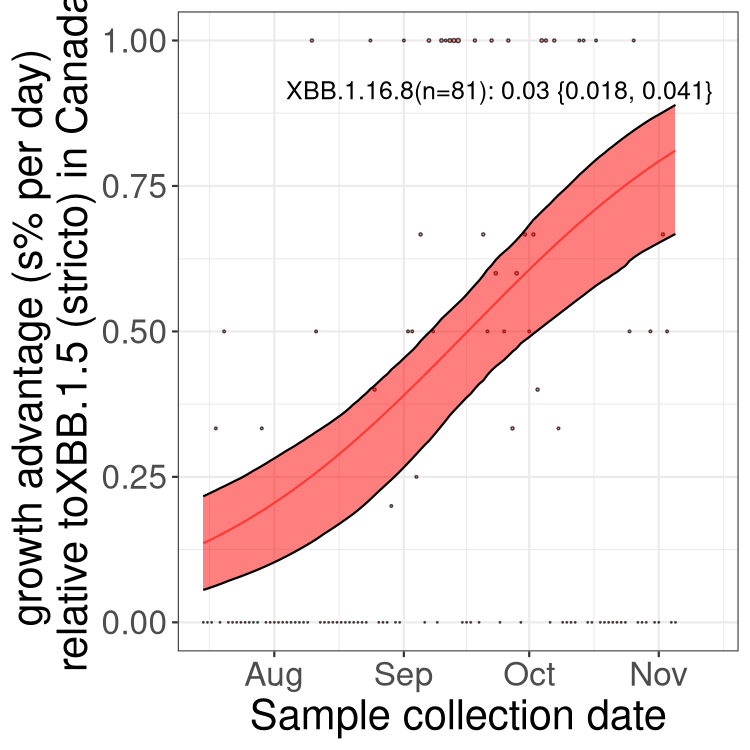 growth advantage (s% per day)
relative toXBB.1.5 (stricto) in Canada
1.00
0.75
0.50
0.25
0.00
XBB.1.16.8(n=81): 0.03 {0.018, 0.041}
Aug Sep Oct Nov
Sample collection date